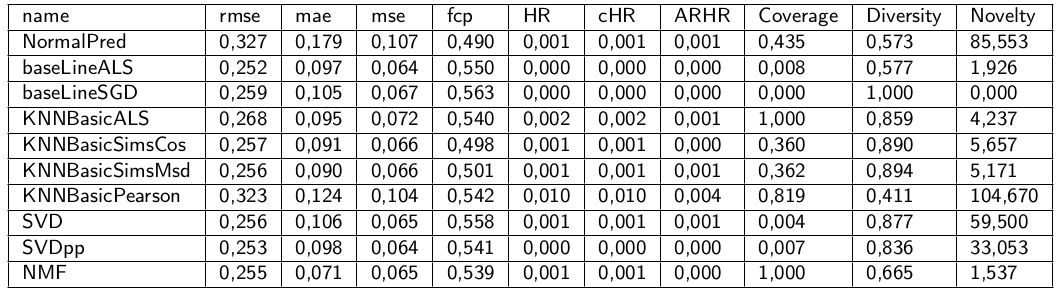 name rmse mae mse fcp HR cHR ARHR Coverage Diversity Novelty
NormalPred 0,327 0,179 0,107 0,490 0,001 0,001 0,001 0,435 0,573 85,553
baseLineALS 0,252 0,097 0,064 0,550 0,000 0,000 0,000 0,008 0,577 1,926
baseLineSGD 0,259 0,105 0,067 0,563 0,000 0,000 0,000 0,000 1,000 0,000
KNNBasicALS 0,268 0,095 0,072 0,540 0,002 0,002 0,001 1,000 0,859 4,237
KNNBasicSimsCos 0,257 0,091 0,066 0,498 0,001 0,001 0,000 0,360 0,890 5,657
KNNBasicSimsMsd 0,256 0,090 0,066 0,501 0,001 0,001 0,001 0,362 0,894 5,171
KNNBasicPearson 0,323 0,124 0,104 0,542 0,010 0,010 0,004 0,819 0,411 104,670
SVD 0,256 0,106 0,065 0,558 0,001 0,001 0,001 0,004 0,877 59,500
SVDpp 0,253 0,098 0,064 0,541 0,000 0,000 0,000 0,007 0,836 33,053
NMF 0,255 0,071 0,065 0,539 0,001 0,001 0,000 1,000 0,665 1,537